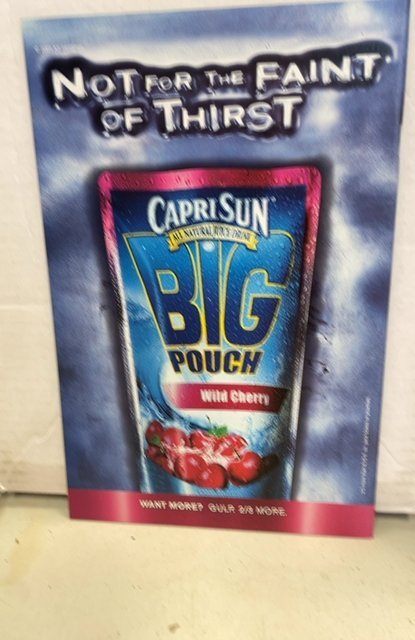 NOT FOR THE FAINT
OF THIRST
CAPRI SUN
ALL NATURAL JUICE DRINK
BIG
POUCH
Wild Cherry
WANT MORE? GULP. 2/3 MORE.